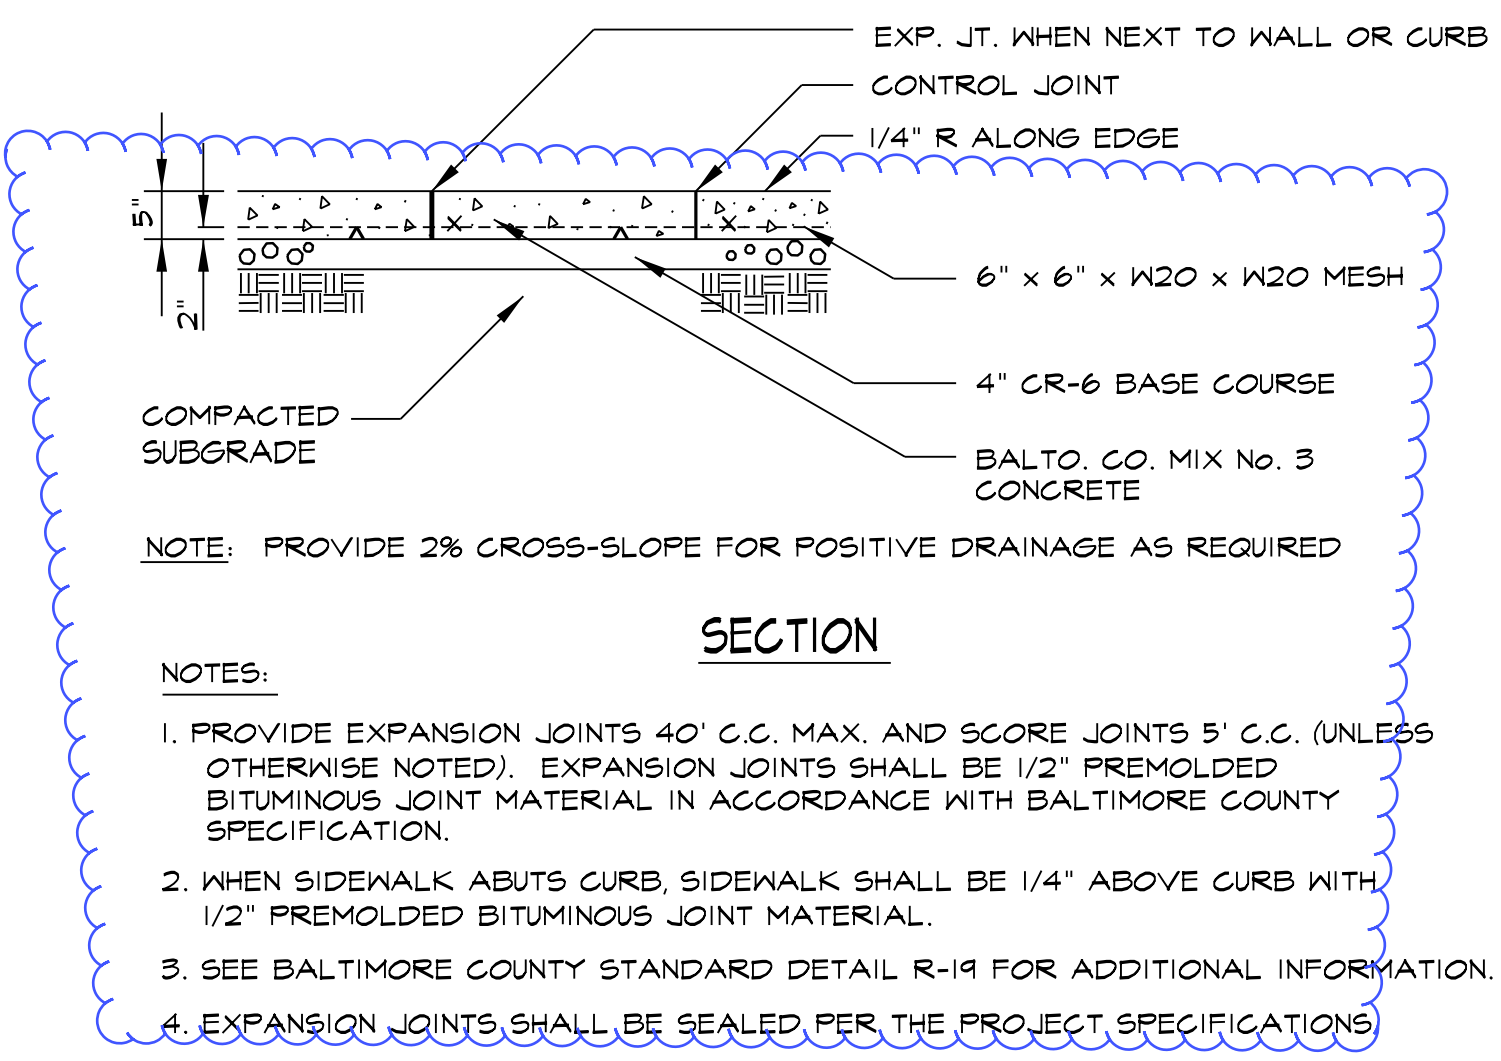 EXP. JT. WHEN NEXT TO WALL OR CURB
CONTROL JOINT
1/4" R ALONG EDGE
5"
2"
6" x 6" x W20 x W20 MESH
4" CR-6 BASE COURSE
COMPACTED
SUBGRADE
BALTO. CO. MIX No. 3
CONCRETE
NOTE: PROVIDE 2% CROSS-SLOPE FOR POSITIVE DRAINAGE AS REQUIRED
SECTION
NOTES:
1. PROVIDE EXPANSION JOINTS 40' C.C. MAX. AND SCORE JOINTS 5' C.C. (UNLESS
OTHERWISE NOTED). EXPANSION JOINTS SHALL BE 1/2" PREMOLDED
BITUMINOUS JOINT MATERIAL IN ACCORDANCE WITH BALTIMORE COUNTY
SPECIFICATION.
2. WHEN SIDEWALK ABUTS CURB, SIDEWALK SHALL BE 1/4" ABOVE CURB WITH
1/2" PREMOLDED BITUMINOUS JOINT MATERIAL.
3. SEE BALTIMORE COUNTY STANDARD DETAIL R-19 FOR ADDITIONAL INFORMATION.
4. EXPANSION JOINTS SHALL BE SEALED PER THE PROJECT SPECIFICATIONS.